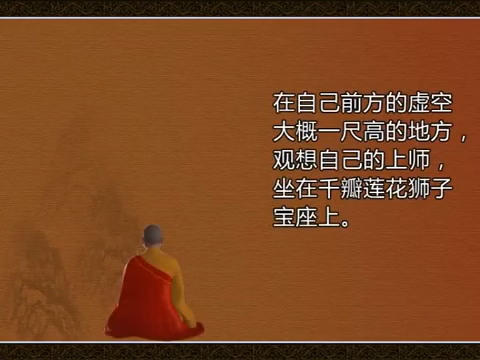 在自己前方的虚空
大概一尺高的地方，
观想自己的上师，
坐在千瓣莲花狮子
宝座上。